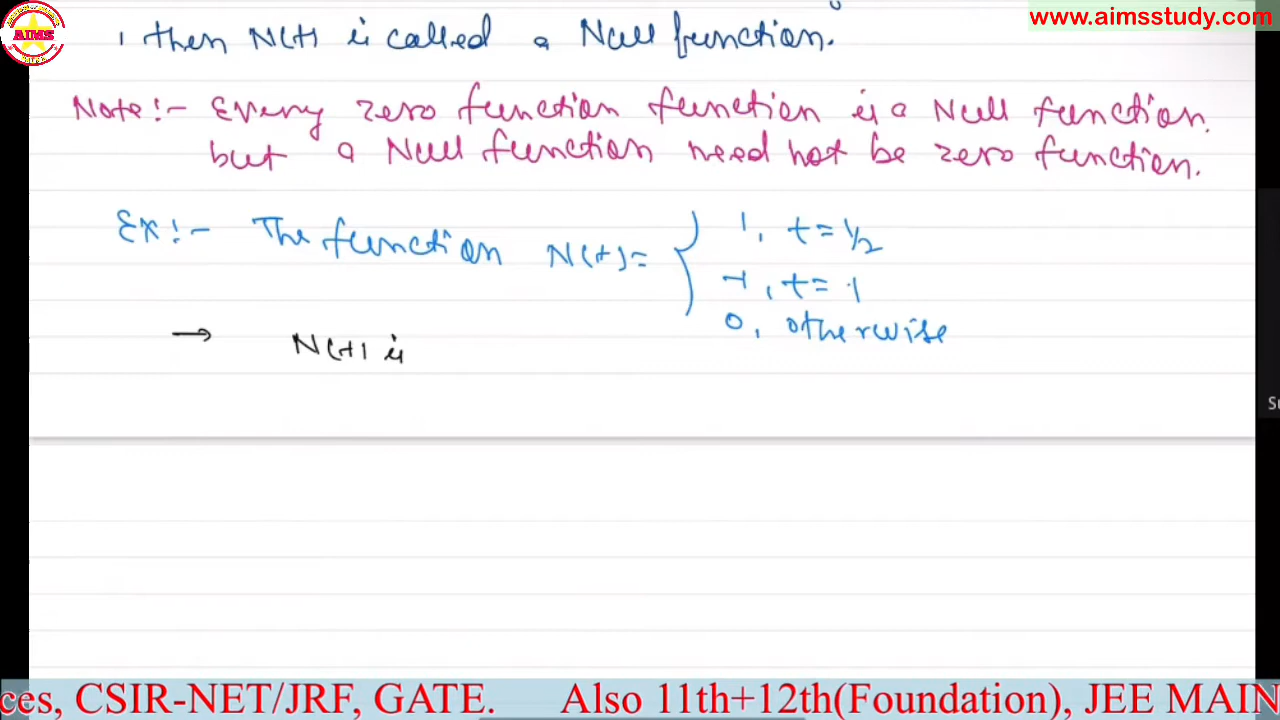 AIMS
www.aimsstudy.com
, then N(t) is called a Null function.
Note:- Every zero function function is a Null function.
but a Null function need not be zero function.
Ex:- The function N(t) = { 1, t = 1/2
-1, t = 1
0, otherwise
→ N(t) is
ces, CSIR-NET/JRF, GATE. Also 11th+12th(Foundation), JEE MAIN